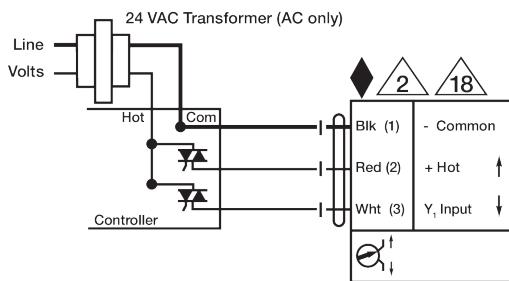 24 VAC Transformer (AC only)
Line
Volts
2
18
Hot
Com
Blk (1)
- Common
Red (2)
+ Hot
Wht (3)
Y₁ Input
Controller